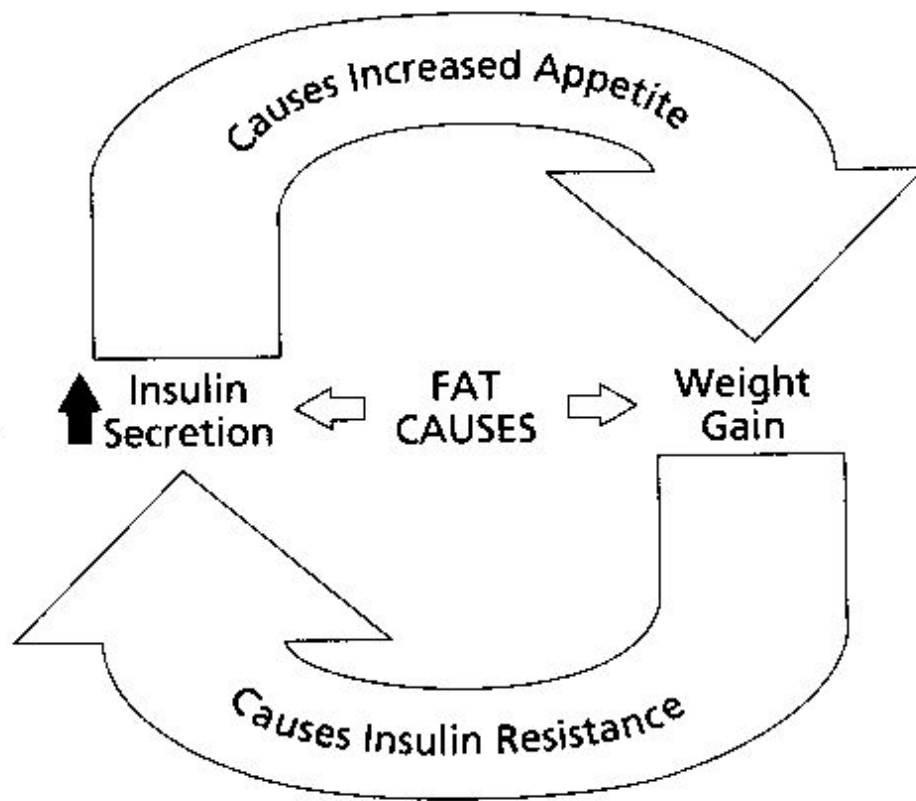 Causes Increased Appetite
Insulin
Secretion
FAT
CAUSES
Weight
Gain
Causes Insulin Resistance